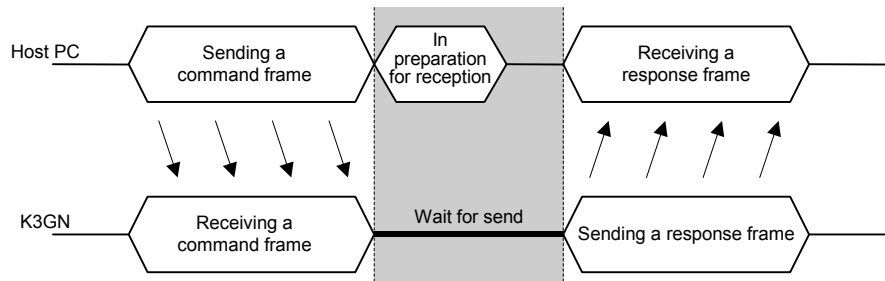 Host PC
Sending a
command frame
In
preparation
for reception
Receiving a
response frame
K3GN
Receiving a
command frame
Wait for send
Sending a response frame